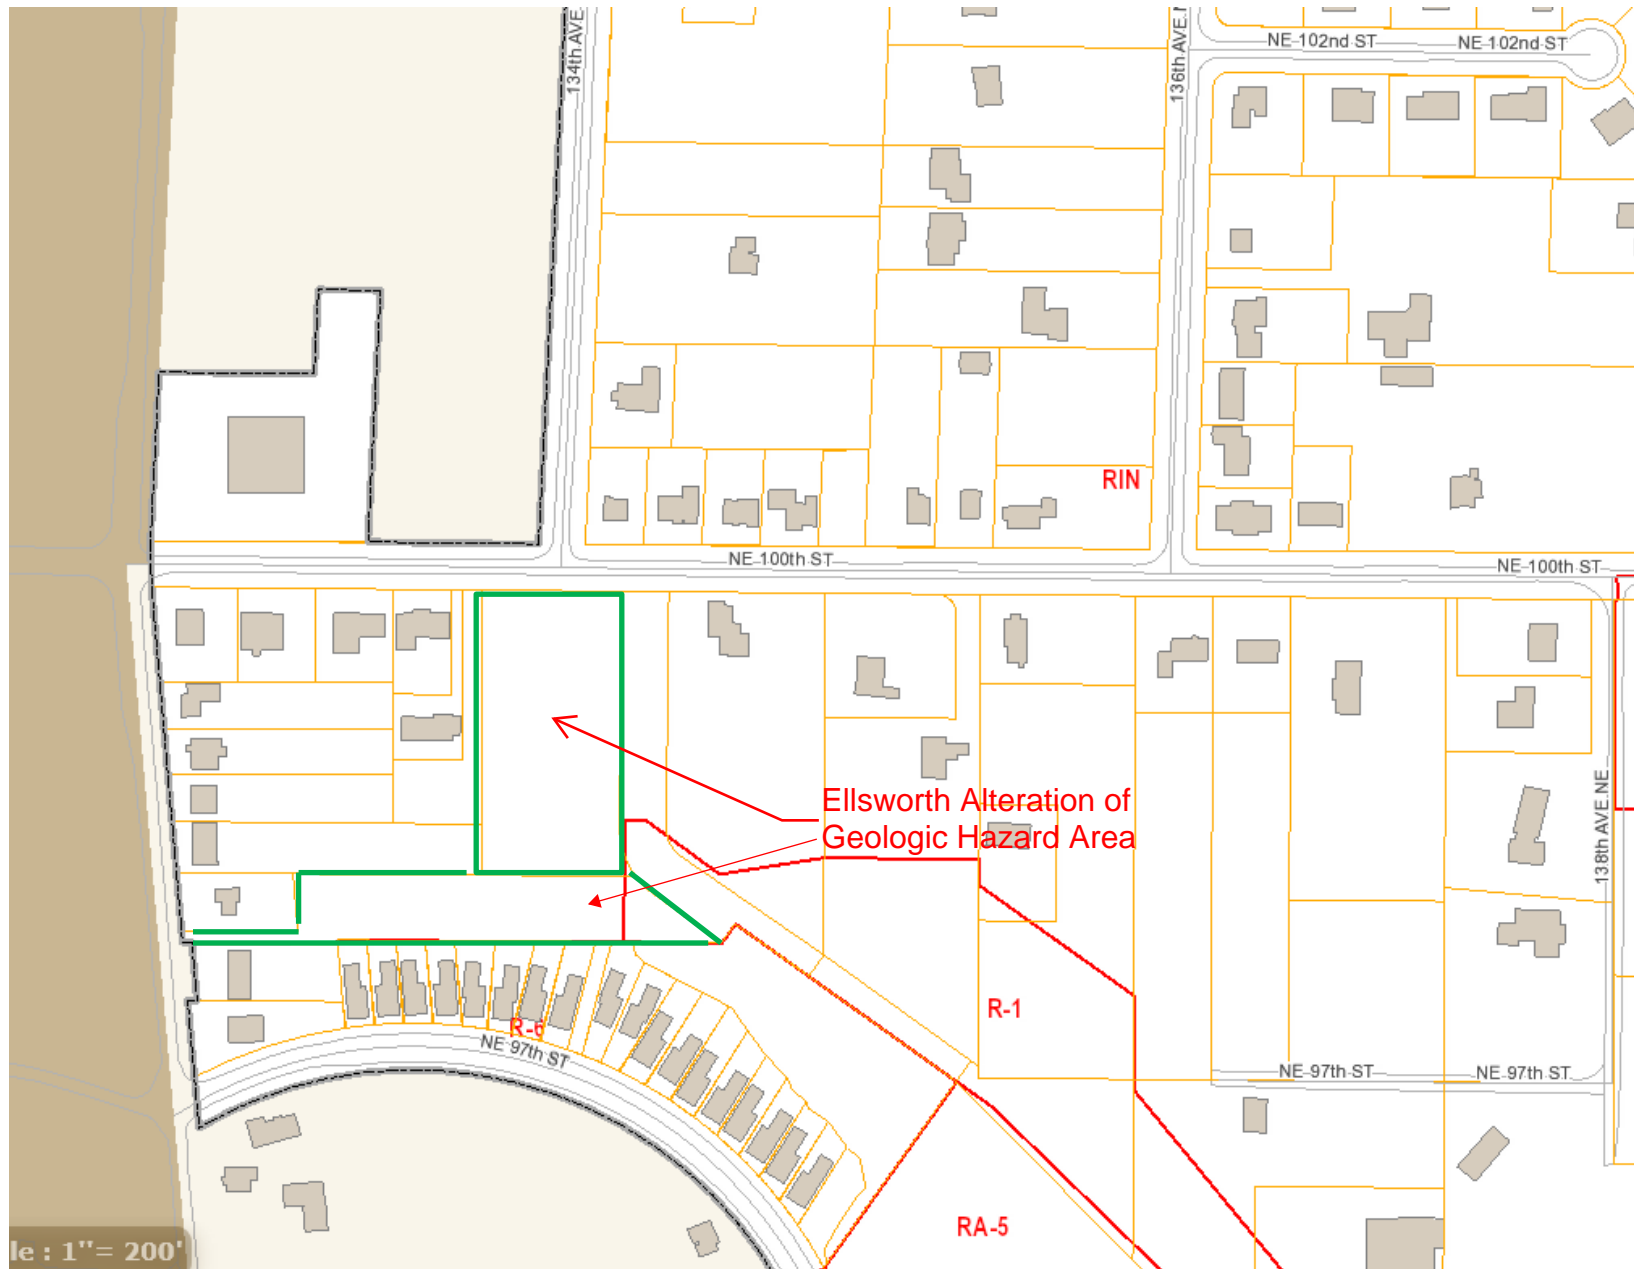 NE 102nd ST
NE 102nd ST
134th AVE
136th AVE.N
RIN
NE 100th ST
NE 100th ST
Ellsworth Alteration of
Geologic Hazard Area
138th AVE.NE
R-1
R-6
NE 97th ST
NE 97th ST
NE 97th ST
RA-5
le : 1"= 200'